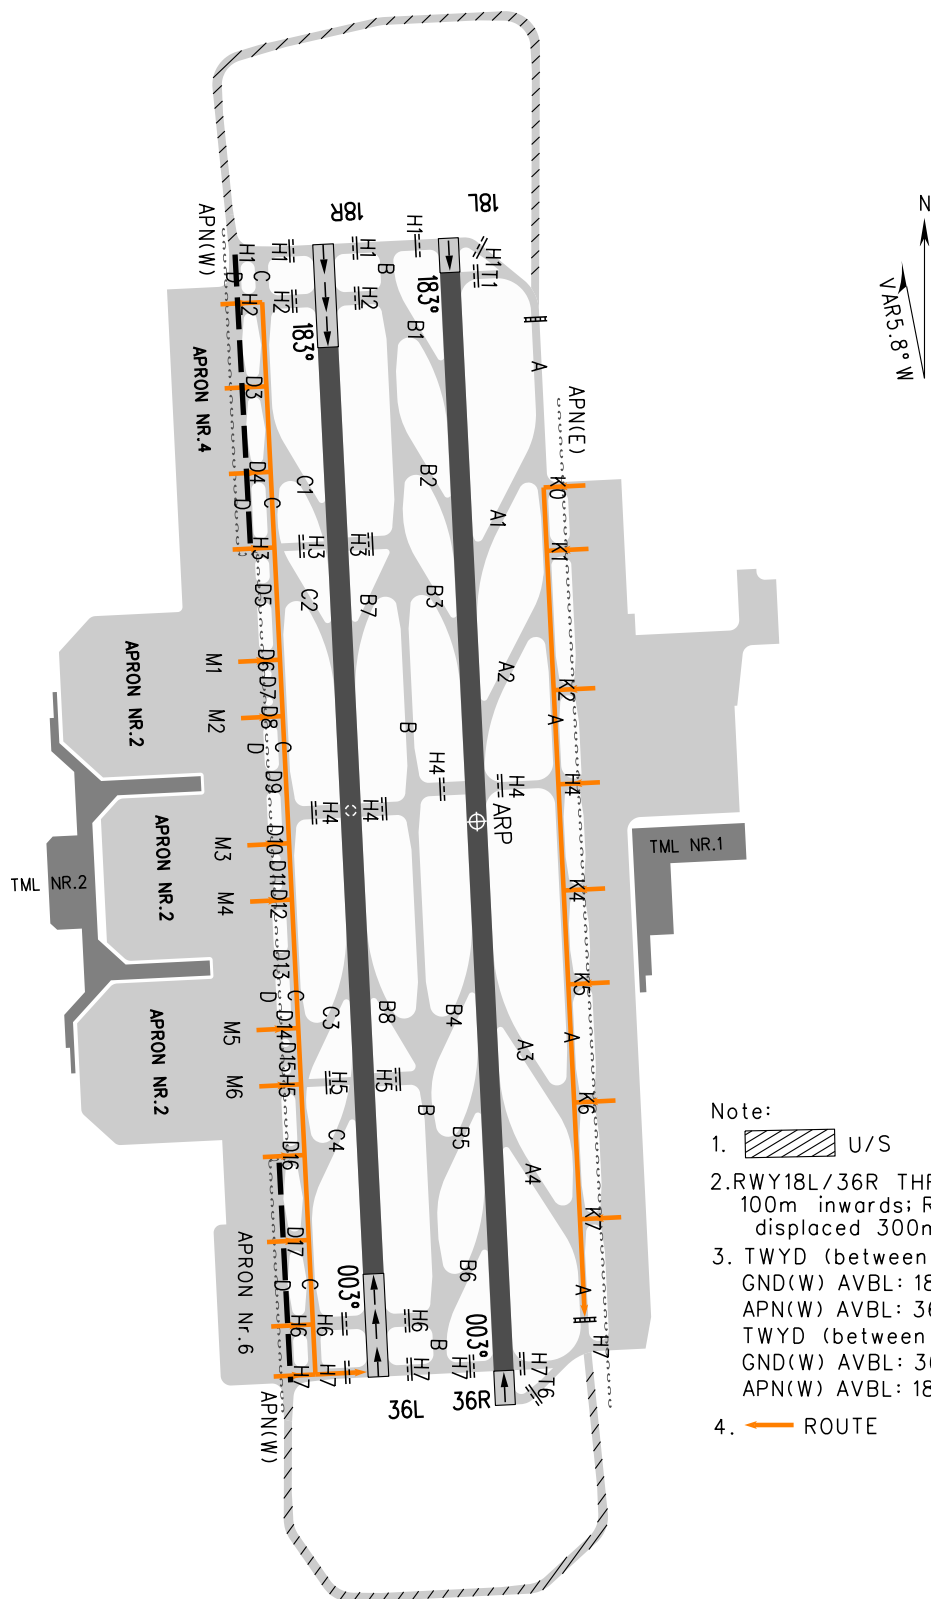 18R
18L
N
VAR5.8° W
APN(W)
H1
H1
H1
H1
H1
T1
D
C
B
H2
H2
H2
183°
183°
B1
A
APRON NR.4
D3
APN(E)
D4
C
D
C1
B2
K0
A1
H3
H3
H3
K1
D5
C2
B7
B3
APRON NR.2
M1
D6
D7
A2
K2
M2
D8
C
D
B
A
D9
H4
H4
H4
H4
H4
ARP
APRON NR.2
M3
D10
D11
TML NR.1
TML NR.2
M4
D12
K4
D13
D
C
K5
APRON NR.2
M5
D14
C3
B8
B4
A3
A
D15
M6
H5
H5
H5
B
K6
Note:
1.
U/S
D16
C4
B5
A4
2.RWY18L/36R THR
100m inwards; R
displaced 300m
K7
APRON Nr.6
D17
C
D
003°
B6
A
3. TWYD (between
GND(W) AVBL: 18
APN(W) AVBL: 36
TWYD (between
GND(W) AVBL: 36
APN(W) AVBL: 18
H6
H6
H6
B
003°
H7
H7
H7
H7
H7
H7
T6
APN(W)
36L
36R
4.
ROUTE